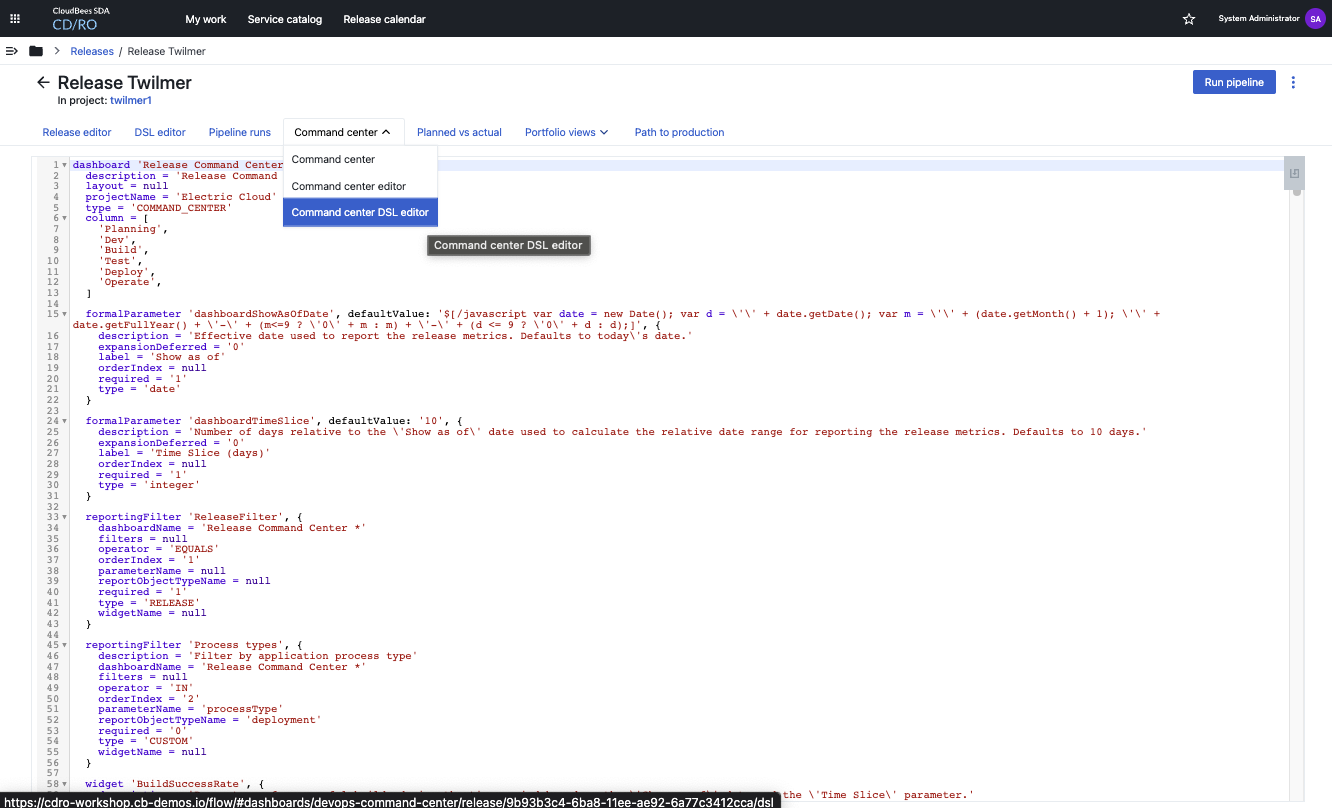 CloudBees SDA
CD/RO
My work
Service catalog
Release calendar
System Administrator
SA
Releases / Release Twilmer
Release Twilmer
In project: twilmer1
Run pipeline
Release editor
DSL editor
Pipeline runs
Command center
Planned vs actual
Portfolio views
Path to production
Command center
Command center editor
Command center DSL editor
Command center DSL editor
1 dashboard 'Release Command Center
2 description = 'Release Command
3 layout = null
4 projectName = 'Electric Cloud'
5 type = 'COMMAND_CENTER'
6 column = [
7 'Planning',
8 'Dev',
9 'Build',
10 'Test',
11 'Deploy',
12 'Operate',
13 ]
14
15 formalParameter 'dashboardShowAsOfDate', defaultValue: '$[/javascript var date = new Date(); var d = \'\' + date.getDate(); var m = \'\' + (date.getMonth() + 1); \'\' +
date.getFullYear() + \'-\' + (m<=9 ? \'0\' + m : m) + \'-\' + (d <= 9 ? \'0\' + d : d);]', {
16 description = 'Effective date used to report the release metrics. Defaults to today\'s date.'
17 expansionDeferred = '0'
18 label = 'Show as of'
19 orderIndex = null
20 required = '1'
21 type = 'date'
22 }
23
24 formalParameter 'dashboardTimeSlice', defaultValue: '10', {
25 description = 'Number of days relative to the \'Show as of\' date used to calculate the relative date range for reporting the release metrics. Defaults to 10 days.'
26 expansionDeferred = '0'
27 label = 'Time Slice (days)'
28 orderIndex = null
29 required = '1'
30 type = 'integer'
31 }
32
33 reportingFilter 'ReleaseFilter', {
34 dashboardName = 'Release Command Center *'
35 filters = null
36 operator = 'EQUALS'
37 orderIndex = '1'
38 parameterName = null
39 reportObjectTypeName = null
40 required = '1'
41 type = 'RELEASE'
42 widgetName = null
43 }
44
45 reportingFilter 'Process types', {
46 description = 'Filter by application process type'
47 dashboardName = 'Release Command Center *'
48 filters = null
49 operator = 'IN'
50 orderIndex = '2'
51 parameterName = 'processType'
52 reportObjectTypeName = 'deployment'
53 required = '0'
54 type = 'CUSTOM'
55 widgetName = null
56 }
57
58 widget 'BuildSuccessRate', {
the \'Time Slice\' parameter.'
https://cdro-workshop.cb-demos.io/flow/#dashboards/devops-command-center/release/9b93b3c4-6ba8-11ee-ae92-6a77c3412cca/dsl